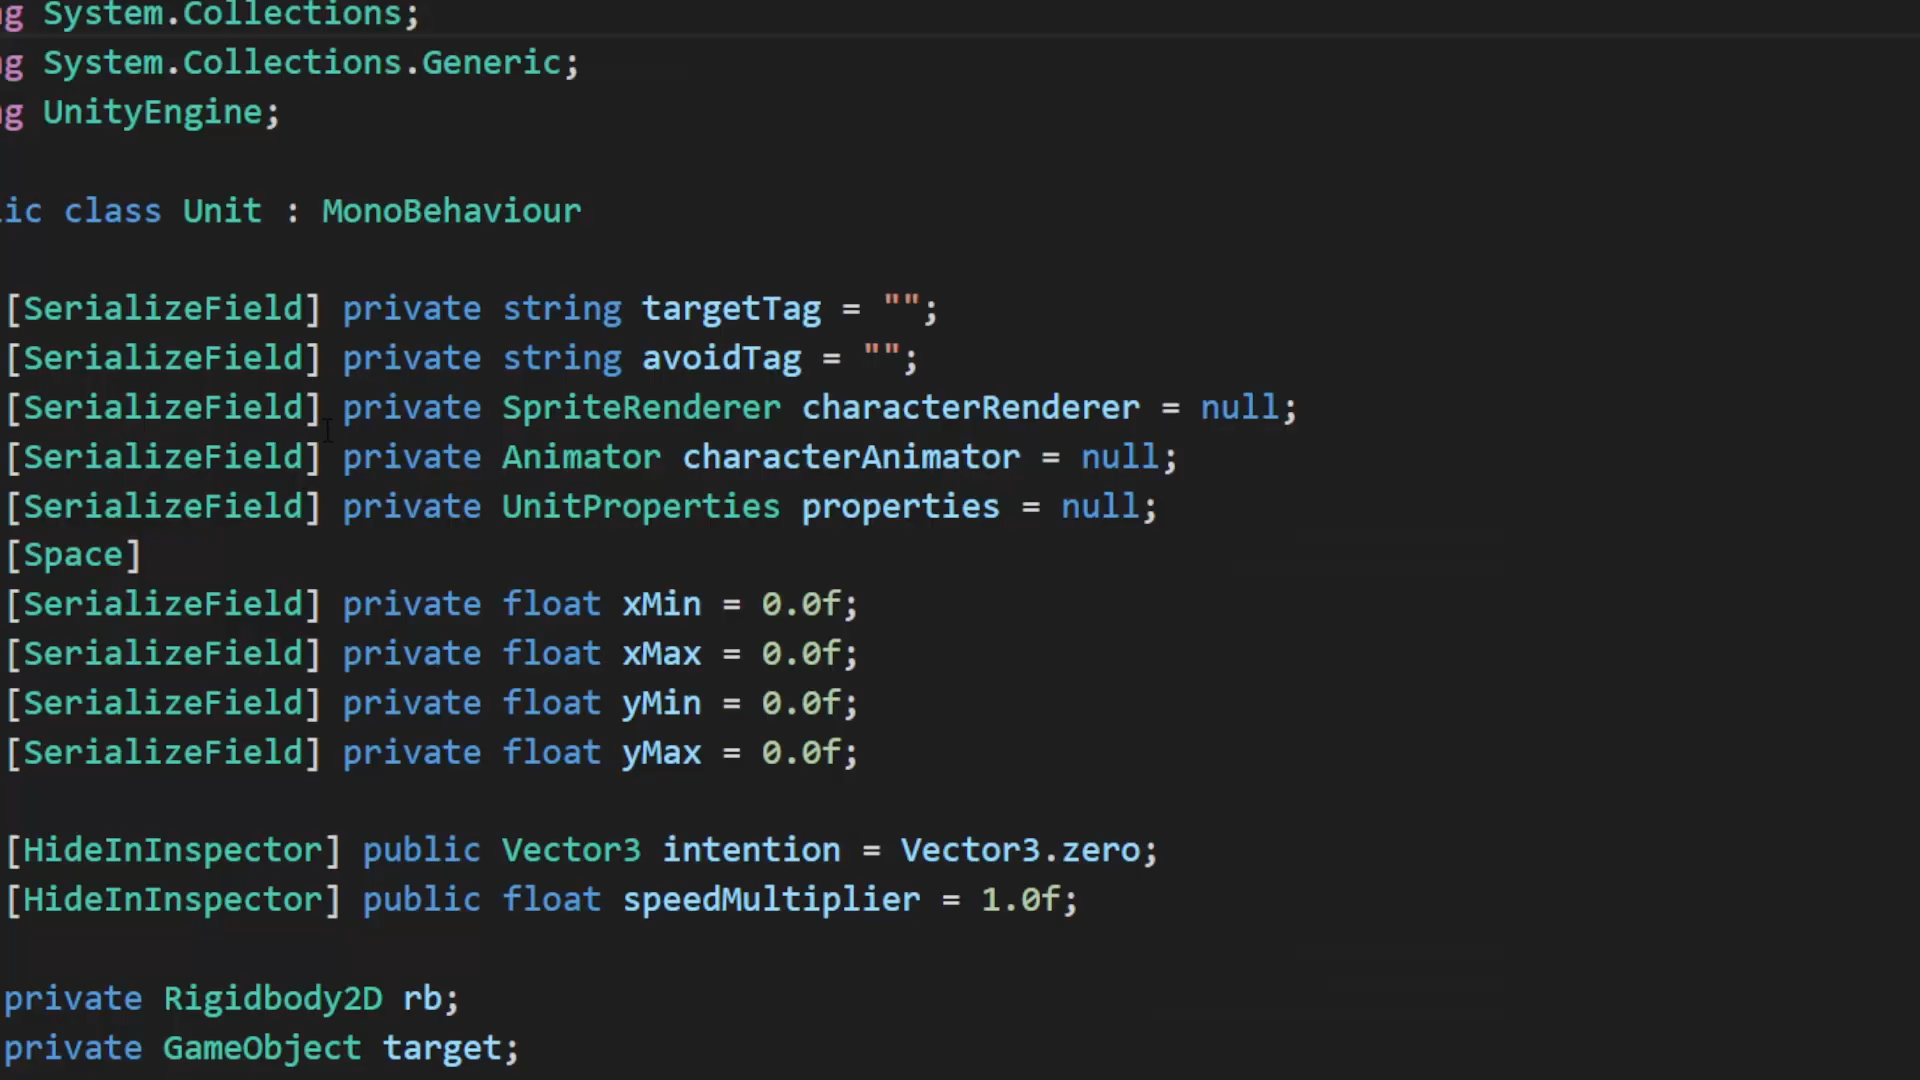 g System.Collections;
g System.Collections.Generic;
g UnityEngine;
lic class Unit : MonoBehaviour
[SerializeField] private string targetTag = "";
[SerializeField] private string avoidTag = "";
[SerializeField] private SpriteRenderer characterRenderer = null;
[SerializeField] private Animator characterAnimator = null;
[SerializeField] private UnitProperties properties = null;
[Space]
[SerializeField] private float xMin = 0.0f;
[SerializeField] private float xMax = 0.0f;
[SerializeField] private float yMin = 0.0f;
[SerializeField] private float yMax = 0.0f;
[HideInInspector] public Vector3 intention = Vector3.zero;
[HideInInspector] public float speedMultiplier = 1.0f;
private Rigidbody2D rb;
private GameObject target;